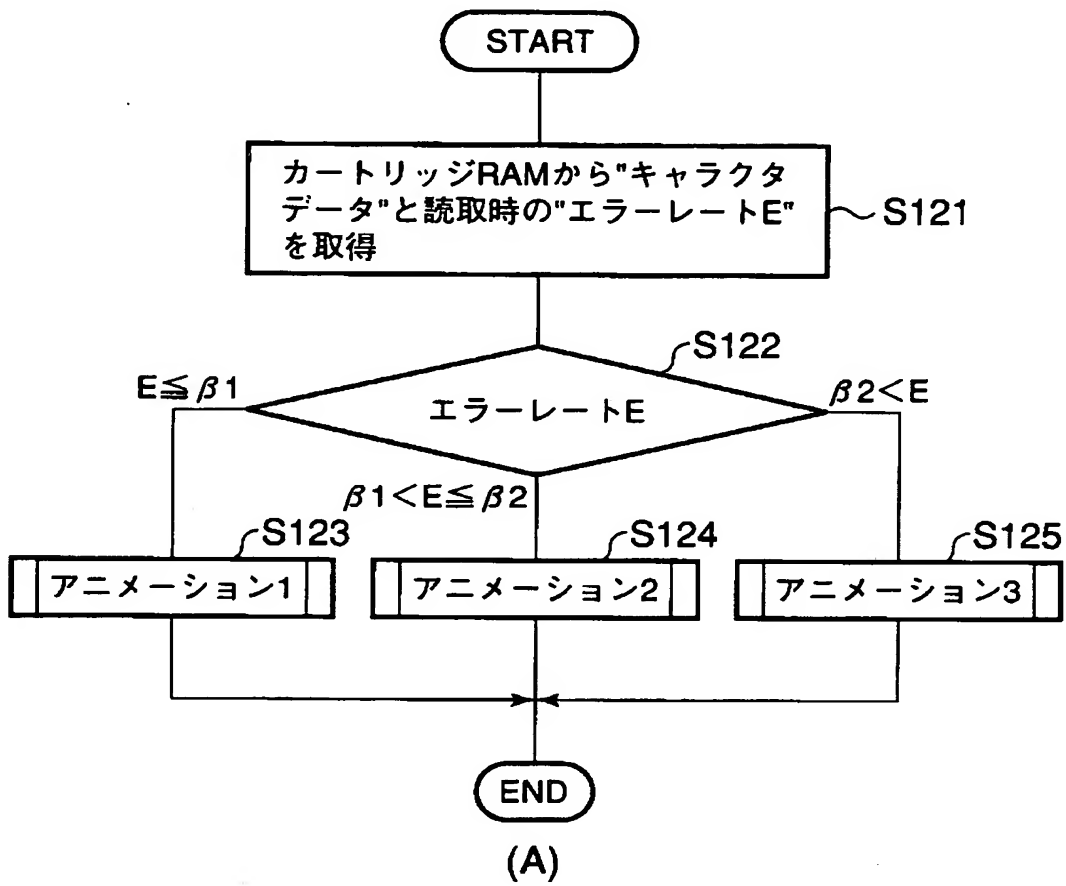 START
カートリッジRAMから"キャラクタ
データ"と読取時の"エラーレートE"
を取得
S121
S122
E≦β1
エラーレートE
β2<E
β1<E≦β2
S123
S124
S125
アニメーション1
アニメーション2
アニメーション3
END
(A)